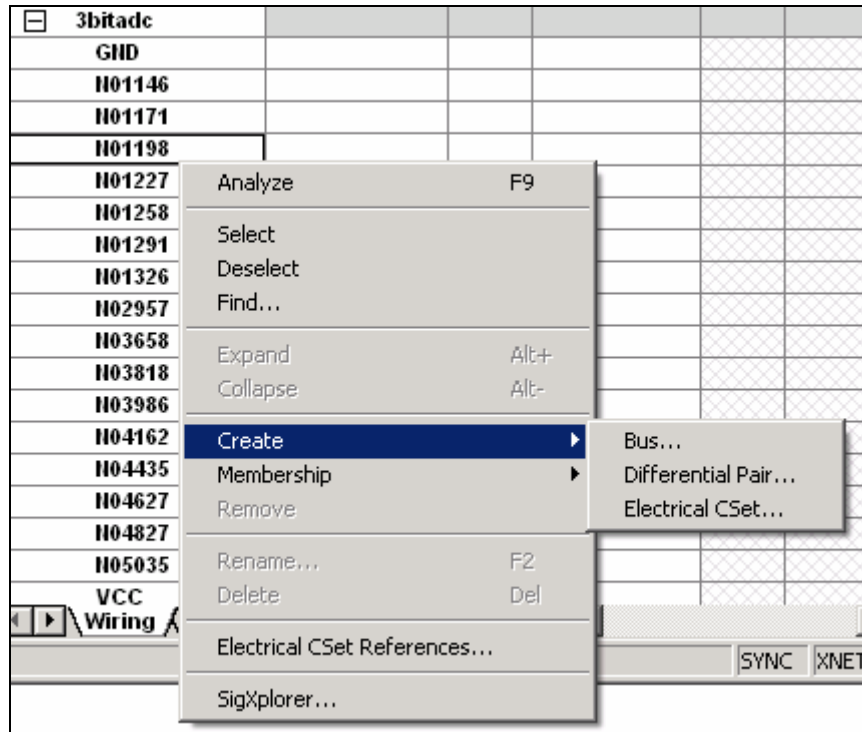 3bitadc
GND
N01146
N01171
N01198
N01227
N01258
N01291
N01326
N02957
N03658
N03818
N03986
N04162
N04435
N04627
N04827
N05035
VCC
Wiring
Analyze F9
Select
Deselect
Find...
Expand Alt+
Collapse Alt-
Create
Membership
Remove
Rename... F2
Delete Del
Electrical CSet References...
SigXplorer...
Bus...
Differential Pair...
Electrical CSet...
SYNC XNET